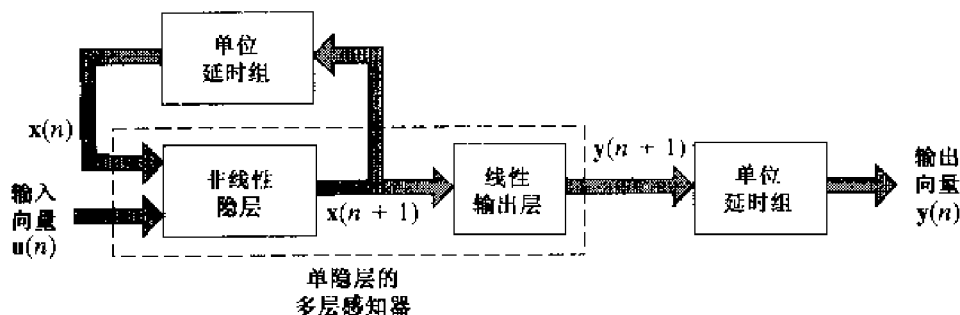 单位
延时组
x(n)
输入
向量
u(n)
非线性
隐层
x(n + 1)
线性
输出层
y(n + 1)
单位
延时组
输出
向量
y(n)
单隐层的
多层感知器